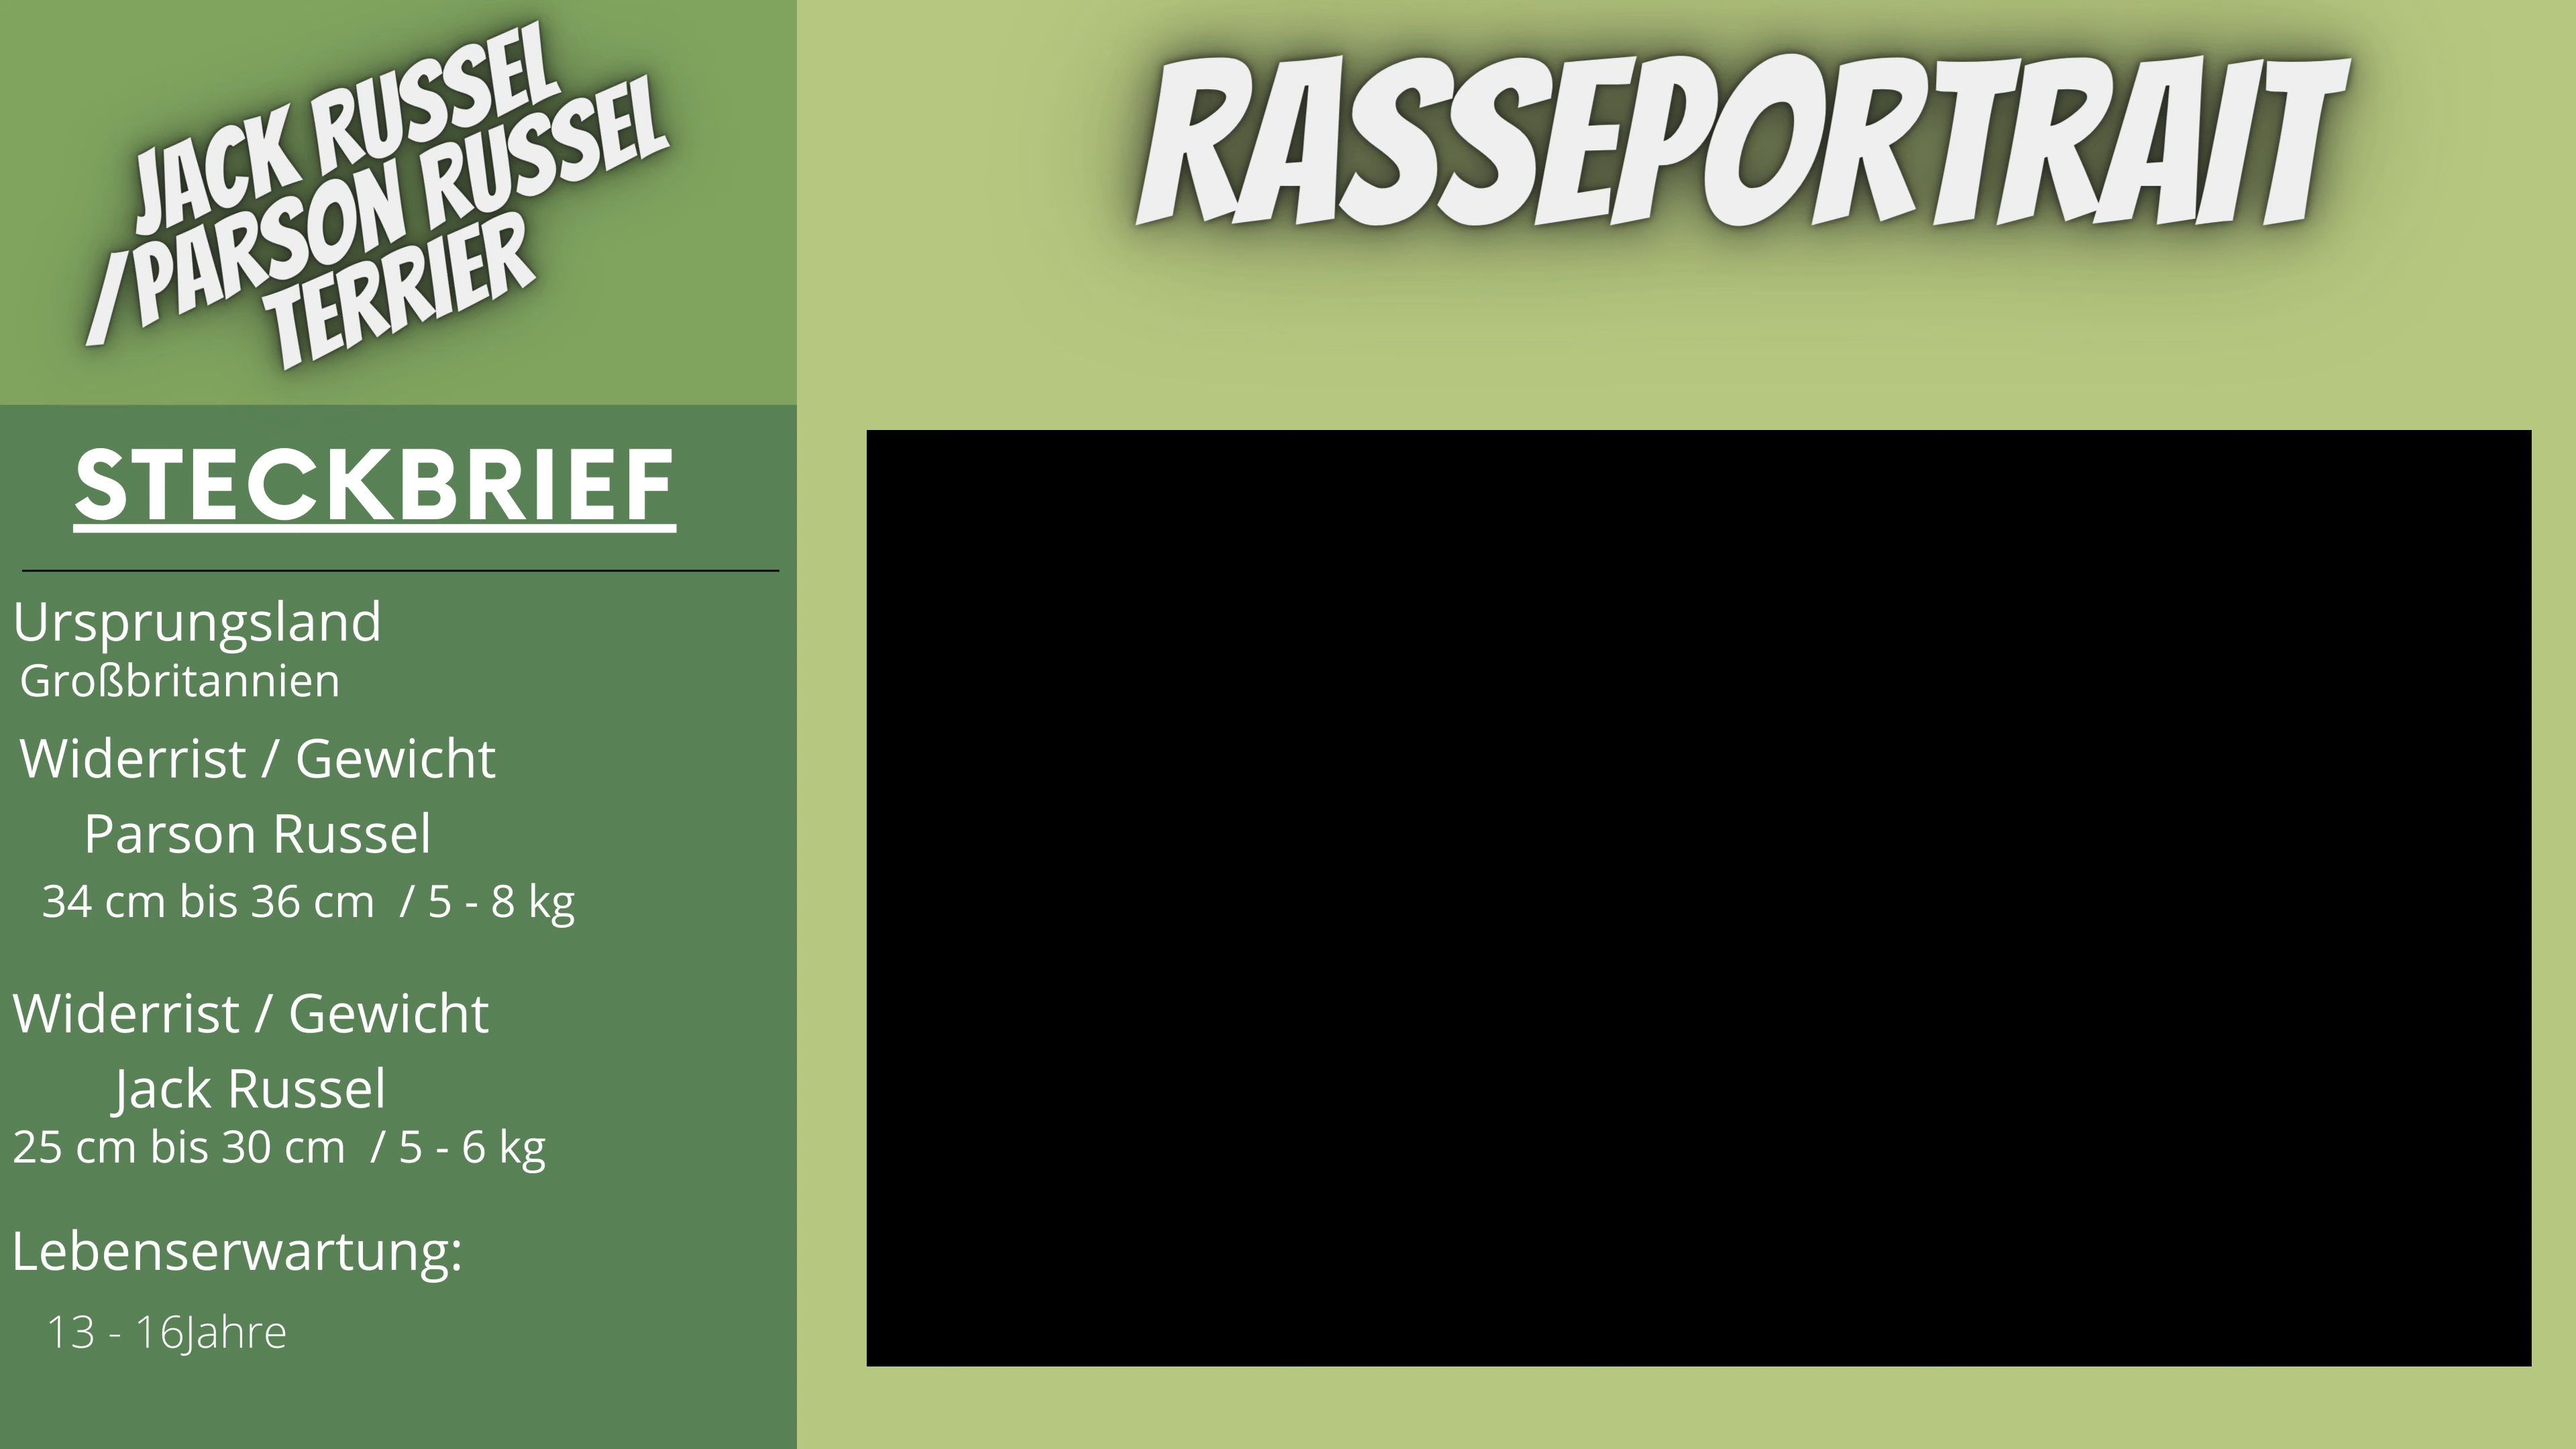 JACK RUSSEL
/PARSON RUSSEL
TERRIER
RASSEPORTRAIT
STECKBRIEF
Ursprungsland
Großbritannien
Widerrist / Gewicht
Parson Russel
34 cm bis 36 cm / 5 - 8 kg
Widerrist / Gewicht
Jack Russel
25 cm bis 30 cm / 5 - 6 kg
Lebenserwartung:
13 - 16Jahre